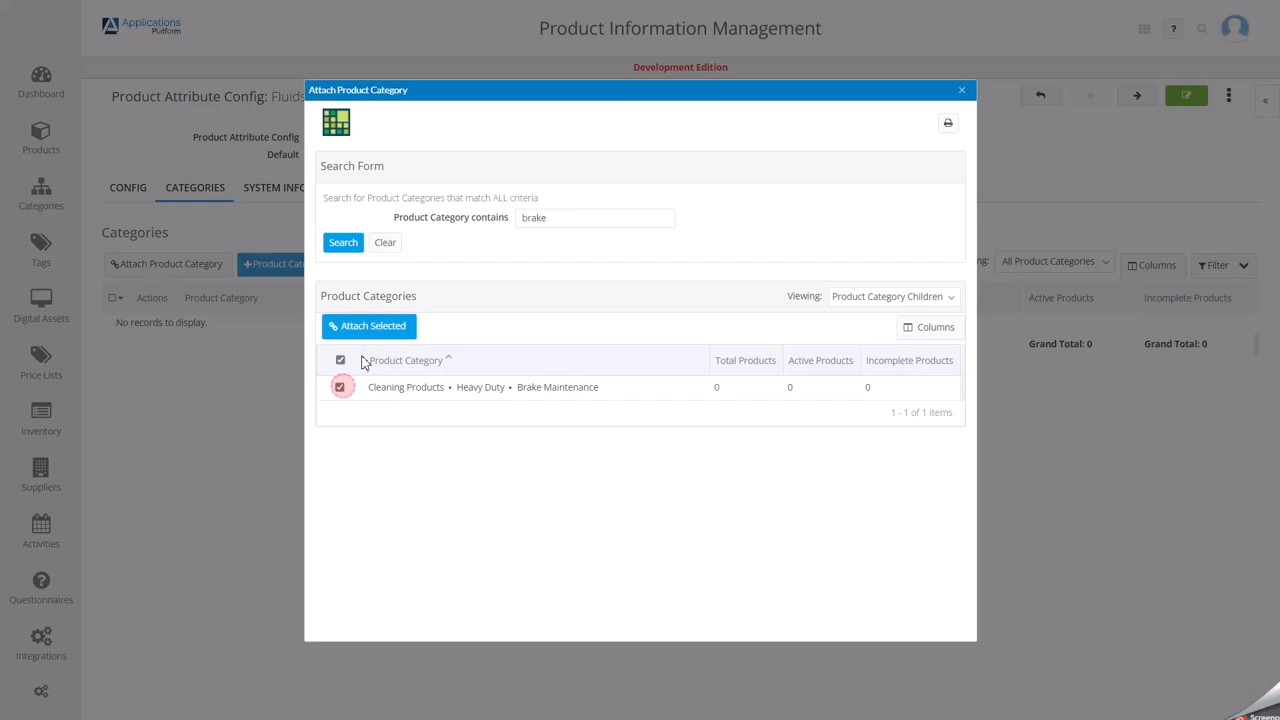 Applications
Platform
Product Information Management
?
Development Edition
Dashboard
Products
Categories
Tags
Digital Assets
Price Lists
Inventory
Suppliers
Activities
Questionnaires
Integrations
Product Attribute Config: Fluids
Product Attribute Config
Default
CONFIG CATEGORIES SYSTEM INFO
Categories
Attach Product Category +Product Cat
All Product Categories Columns Filter
Actions Product Category Active Products Incomplete Products
No records to display. Grand Total: 0 Grand Total: 0
Attach Product Category ×
Search Form
Search for Product Categories that match ALL criteria
Product Category contains brake
Search Clear
Product Categories Viewing: Product Category Children
Attach Selected Columns
Product Category Total Products Active Products Incomplete Products
Cleaning Products ▸ Heavy Duty ▸ Brake Maintenance 0 0 0
1 - 1 of 1 items